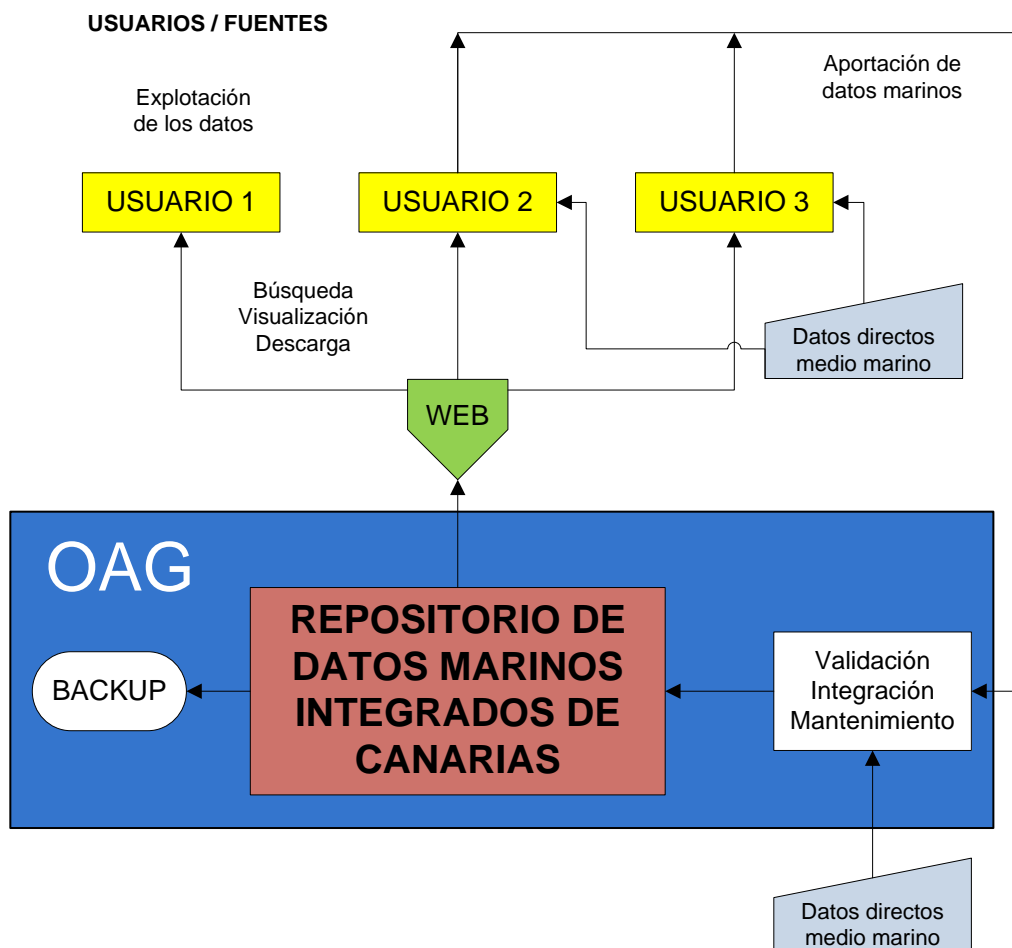 USUARIOS / FUENTES
Aportación de
datos marinos
Explotación
de los datos
USUARIO 1
USUARIO 2
USUARIO 3
Búsqueda
Visualización
Descarga
Datos directos
medio marino
WEB
OAG
REPOSITORIO DE
DATOS MARINOS
INTEGRADOS DE
CANARIAS
BACKUP
Validación
Integración
Mantenimiento
Datos directos
medio marino